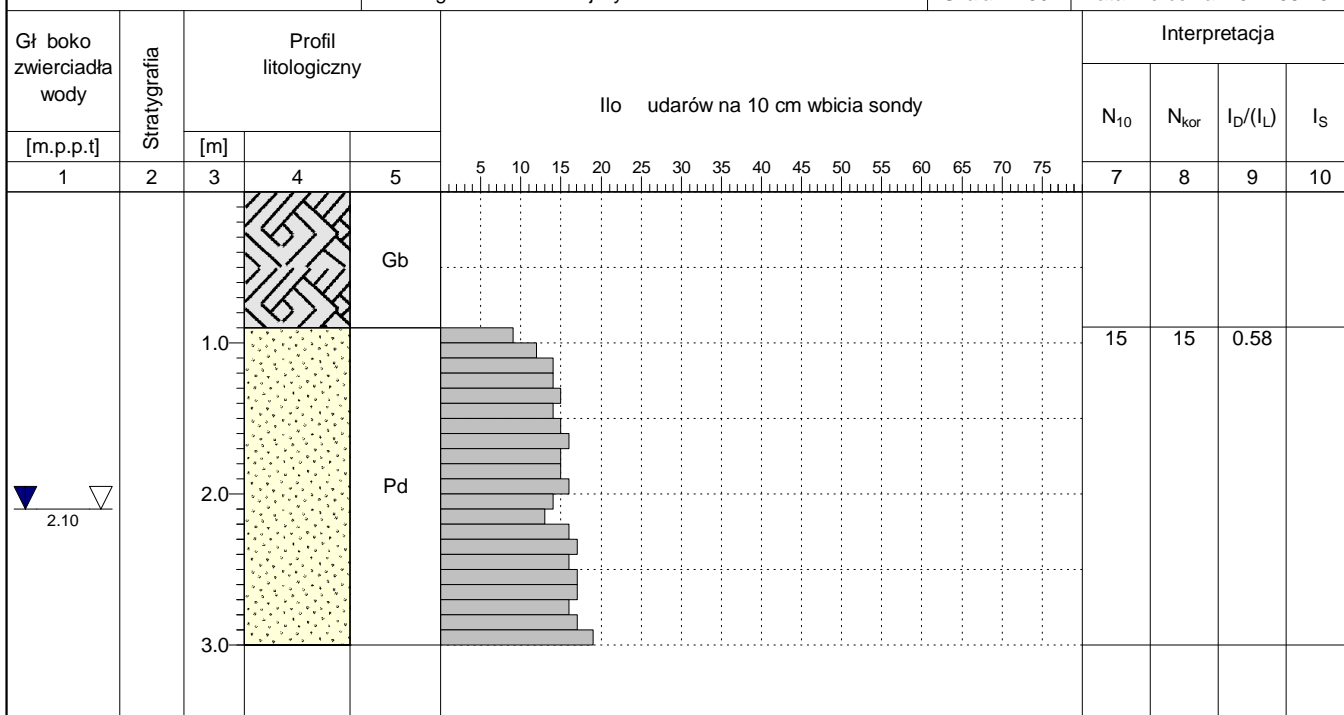 Gł boko
zwierciadła
wody
[m.p.p.t]
1
Stratygrafia
2
Profil
litologiczny
[m]
3
4
5
Ilo udarów na 10 cm wbicia sondy
5 10 15 20 25 30 35 40 45 50 55 60 65 70 75
Interpretacja
N10 Nkor ID/(IL) IS
7 8 9 10
Gb
1.0
15 15 0.58
Pd
2.0
2.10
3.0